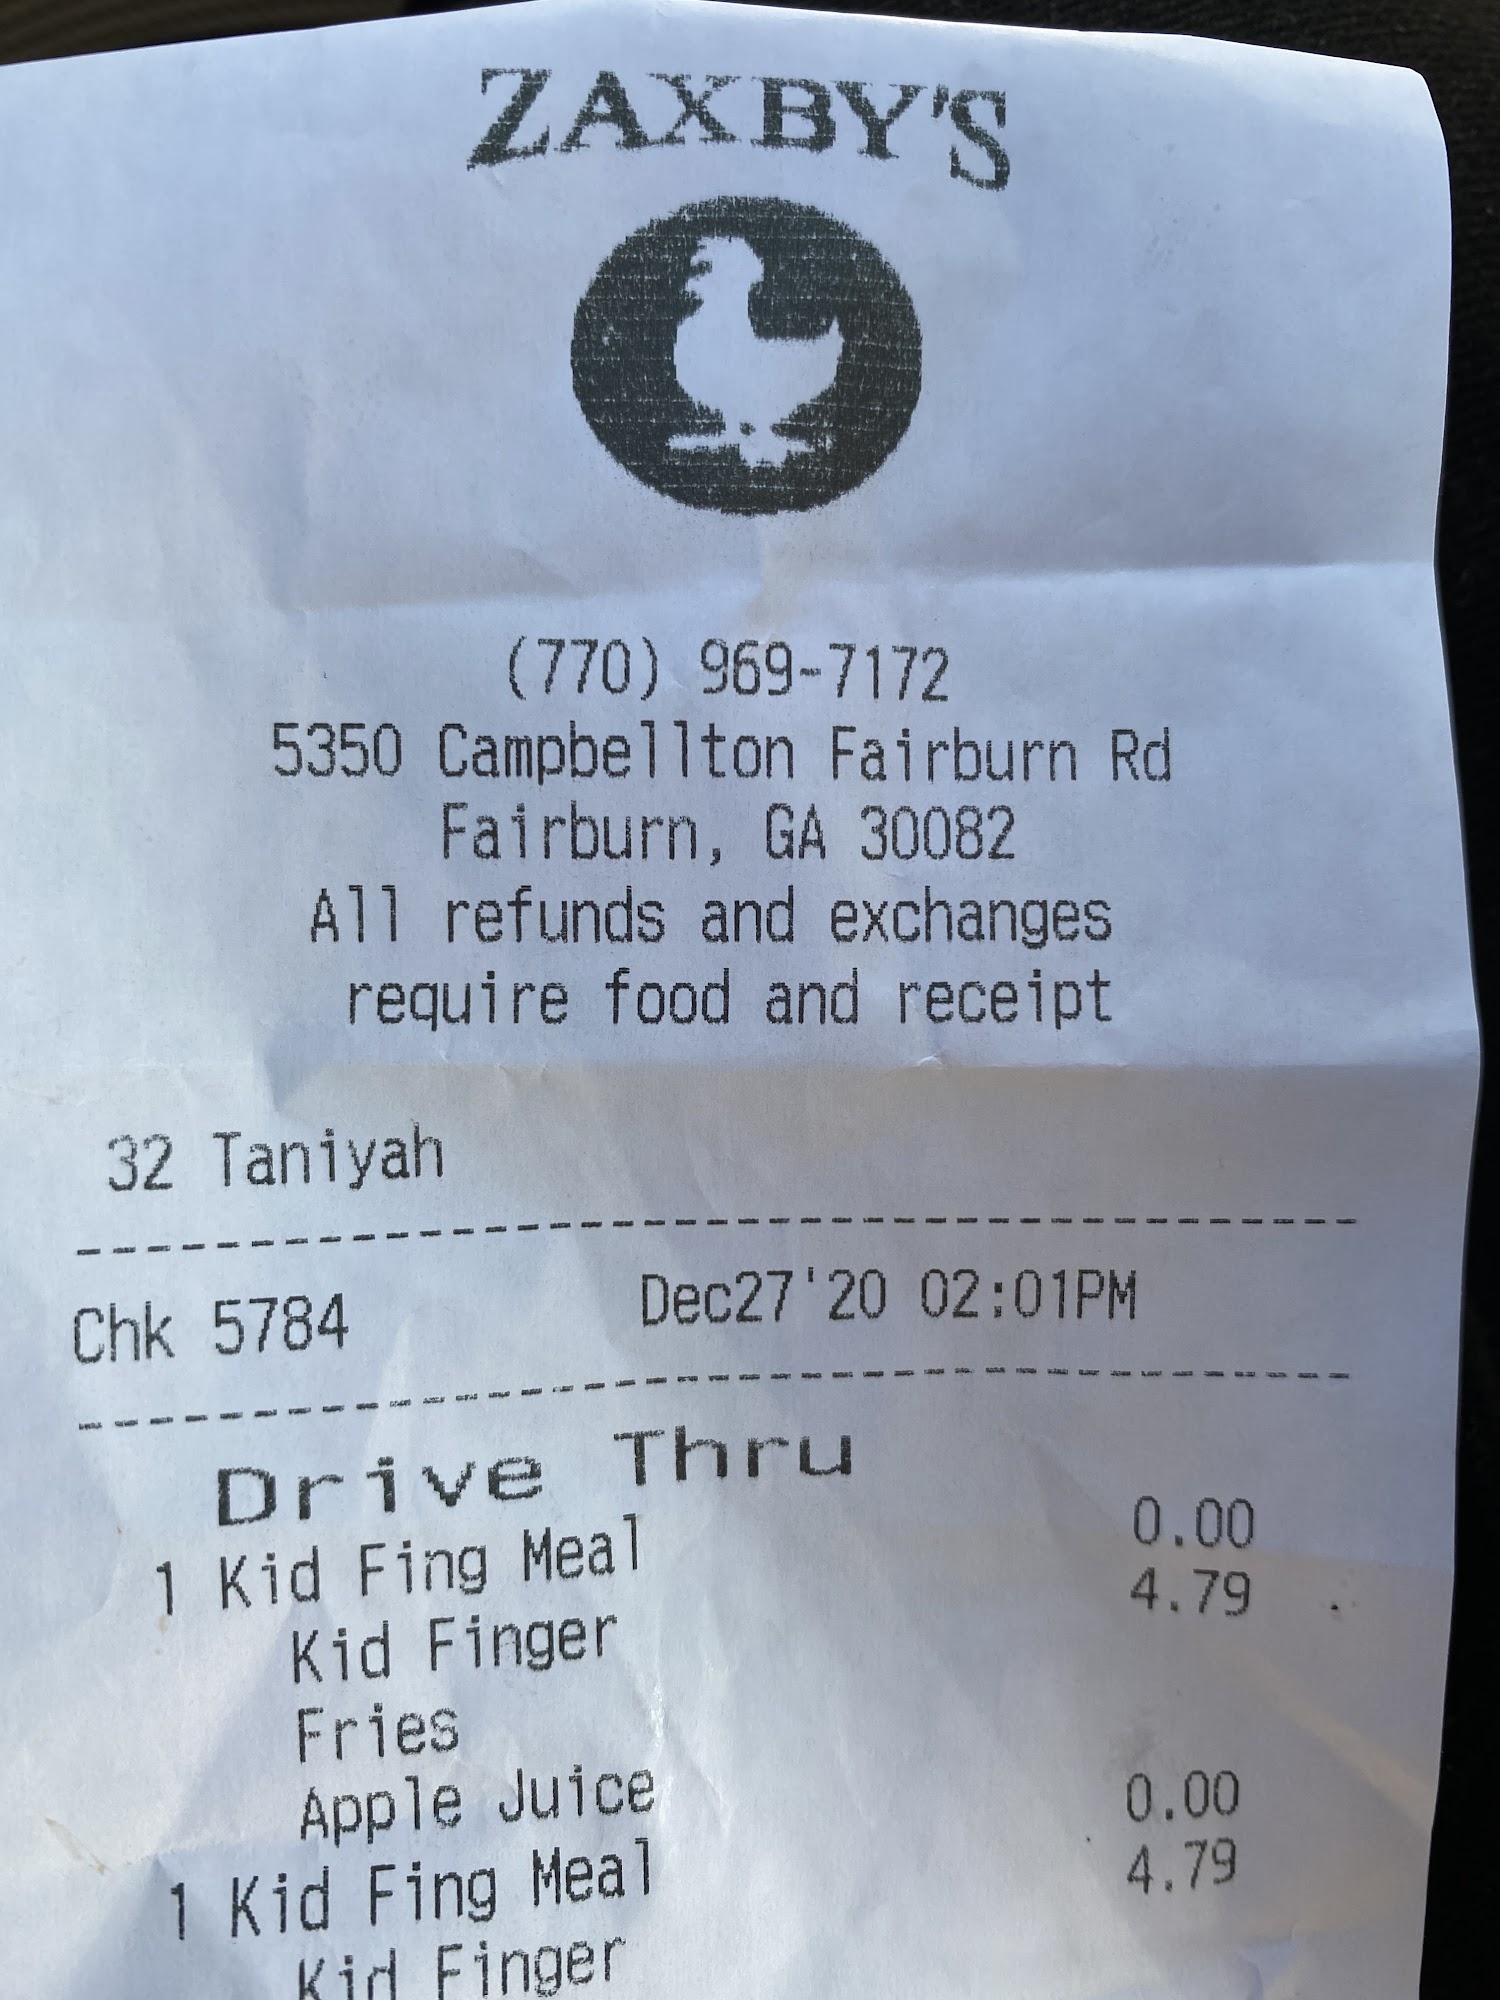 ZAXBY'S
(770) 969-7172
5350 Campbellton Fairburn Rd
Fairburn, GA 30082
All refunds and exchanges
require food and receipt
32 Taniyah
Chk 5784 Dec27'20 02:01PM
Drive Thru
1 Kid Fing Meal 0.00
Kid Finger 4.79
Fries
Apple Juice
1 Kid Fing Meal 0.00
Kid Finger 4.79